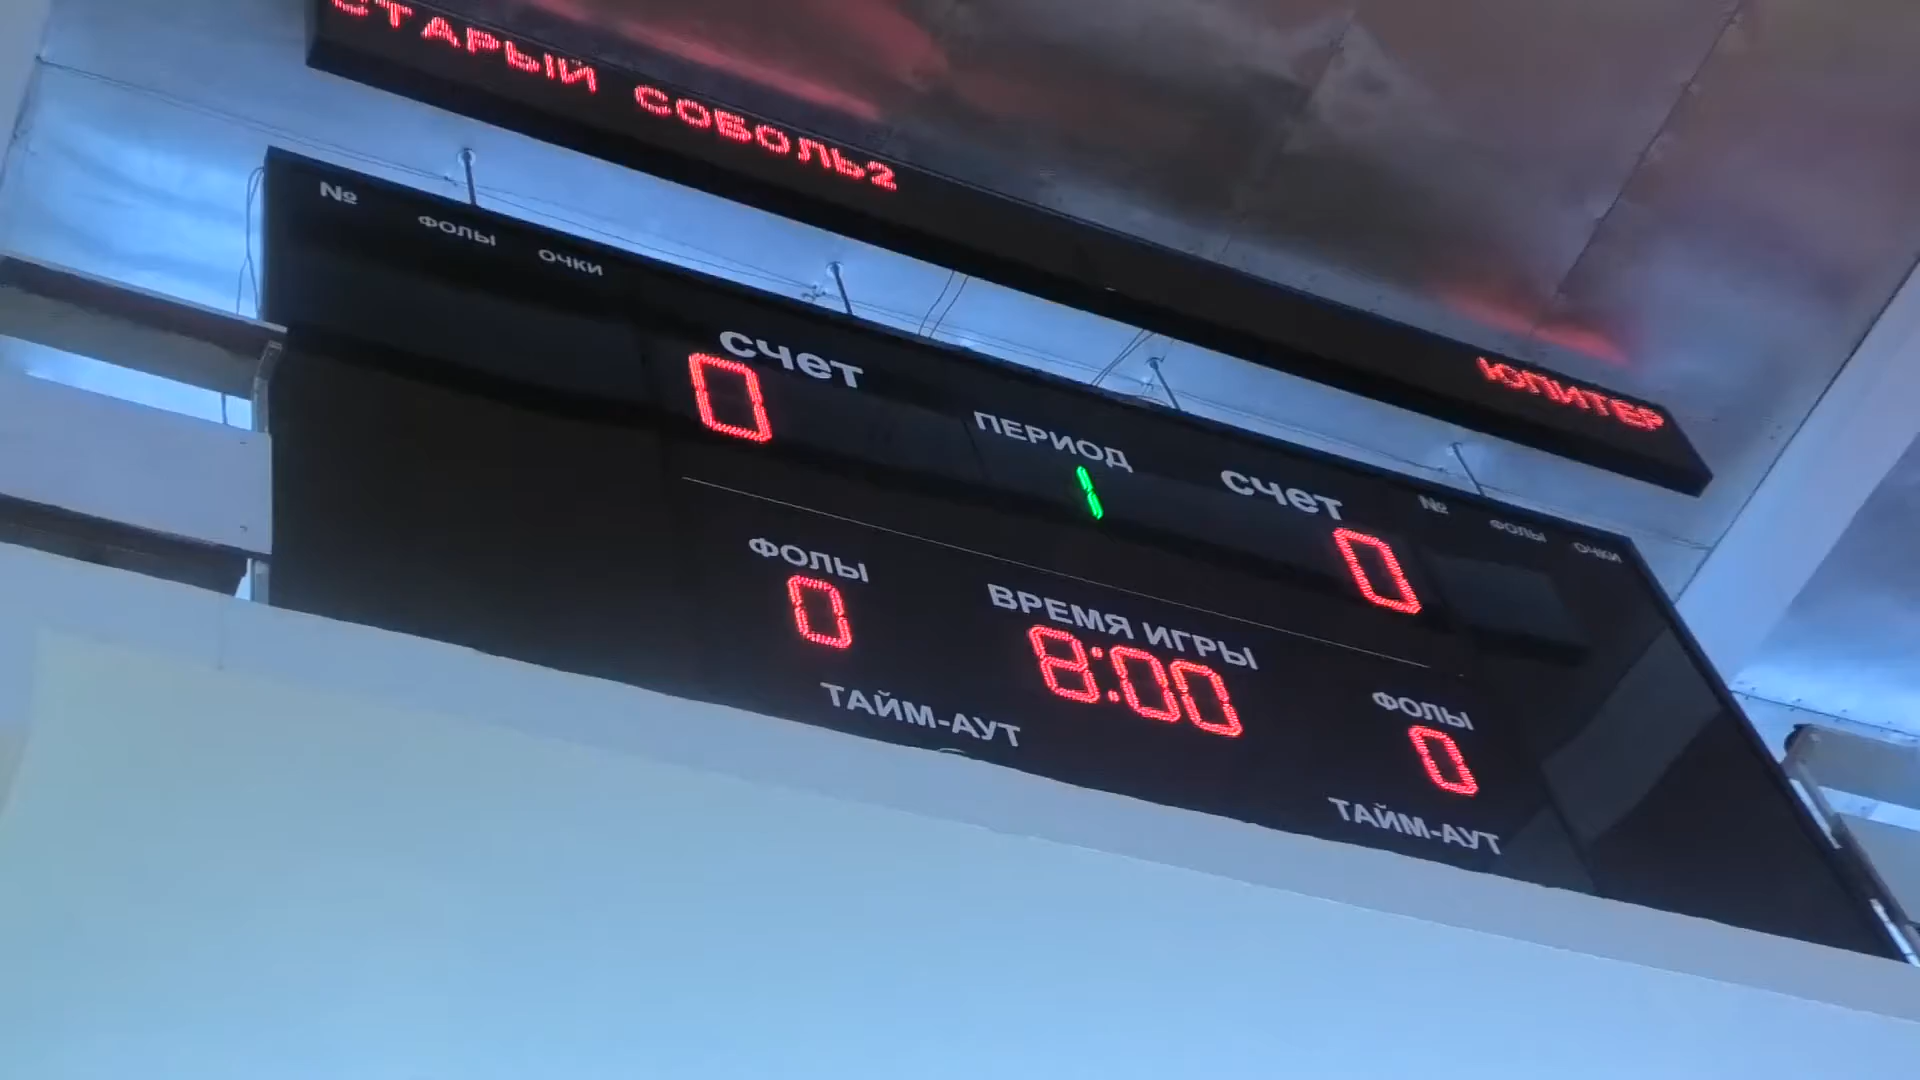 СТАРЫЙ СОБОЛЬ2 ЮПИТЕР
№ ФОЛЫ ОЧКИ
счет ПЕРИОД счет № ФОЛЫ ОЧКИ
0 1 0
ФОЛЫ ВРЕМЯ ИГРЫ ФОЛЫ
0 8:00 0
ТАЙМ-АУТ ТАЙМ-АУТ